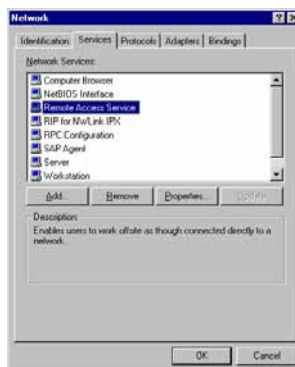 Network
Identification Services Protocols Adapters Bindings
Network Services:
Computer Browser
NetBIOS Interface
Remote Access Service
RIP for NWLink IPX
RPC Configuration
SAP Agent
Server
Workstation
Add... Remove Properties... Update
Description:
Enables users to work offsite as though connected directly to a
network.
OK Cancel